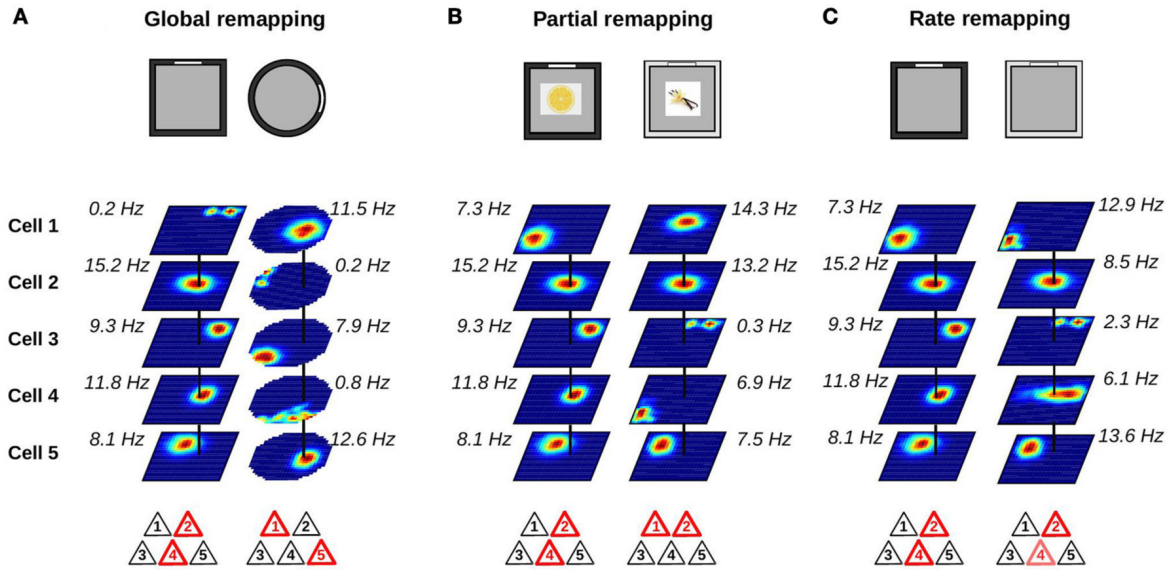 A Global remapping B Partial remapping C Rate remapping
0.2 Hz 11.5 Hz 7.3 Hz 14.3 Hz 7.3 Hz 12.9 Hz
Cell 1
15.2 Hz 0.2 Hz 15.2 Hz 13.2 Hz 15.2 Hz 8.5 Hz
Cell 2
9.3 Hz 7.9 Hz 9.3 Hz 0.3 Hz 9.3 Hz 2.3 Hz
Cell 3
11.8 Hz 0.8 Hz 11.8 Hz 6.9 Hz 11.8 Hz 6.1 Hz
Cell 4
8.1 Hz 12.6 Hz 8.1 Hz 7.5 Hz 8.1 Hz 13.6 Hz
Cell 5
1 2 1 2 1 2 1 2 1 2 1 2
3 4 5 3 4 5 3 4 5 3 4 5 3 4 5 3 4 5